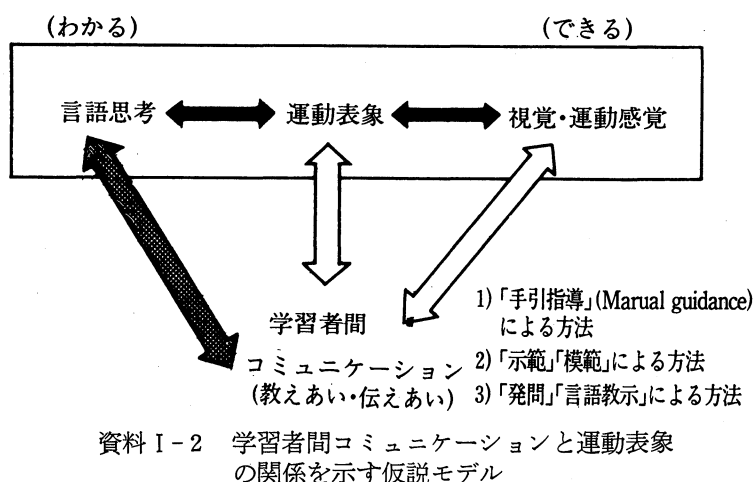 (わかる) (できる)
言語思考 運動表象 視覚・運動感覚
学習者間
コミュニケーション
(教えあい・伝えあい)
1)「手引指導」(Marual guidance)
による方法
2)「示範」「模範」による方法
3)「発問」「言語教示」による方法
資料 I-2 学習者間コミュニケーションと運動表象
の関係を示す仮説モデル